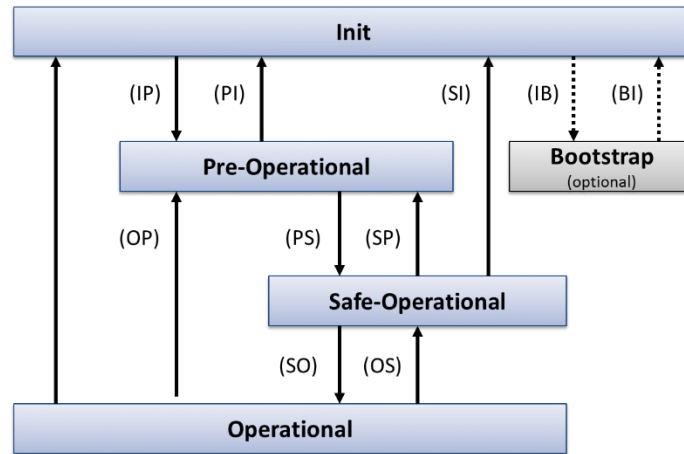 Init
(IP)
(PI)
(SI)
(IB)
(BI)
Pre-Operational
Bootstrap
(optional)
(OP)
(PS)
(SP)
Safe-Operational
(SO)
(OS)
Operational